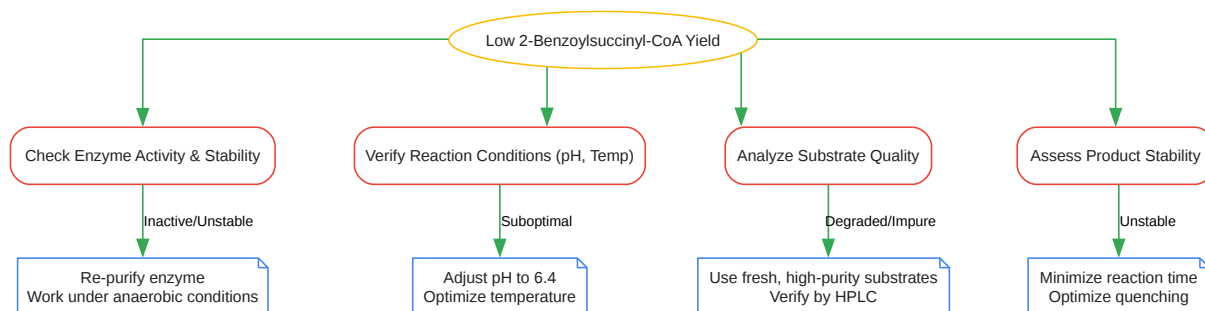 Low 2-Benzoylsuccinyl-CoA Yield
Check Enzyme Activity & Stability
Verify Reaction Conditions (pH, Temp)
Analyze Substrate Quality
Assess Product Stability
Inactive/Unstable
Suboptimal
Degraded/Impure
Unstable
Re-purify enzyme
Work under anaerobic conditions
Adjust pH to 6.4
Optimize temperature
Use fresh, high-purity substrates
Verify by HPLC
Minimize reaction time
Optimize quenching